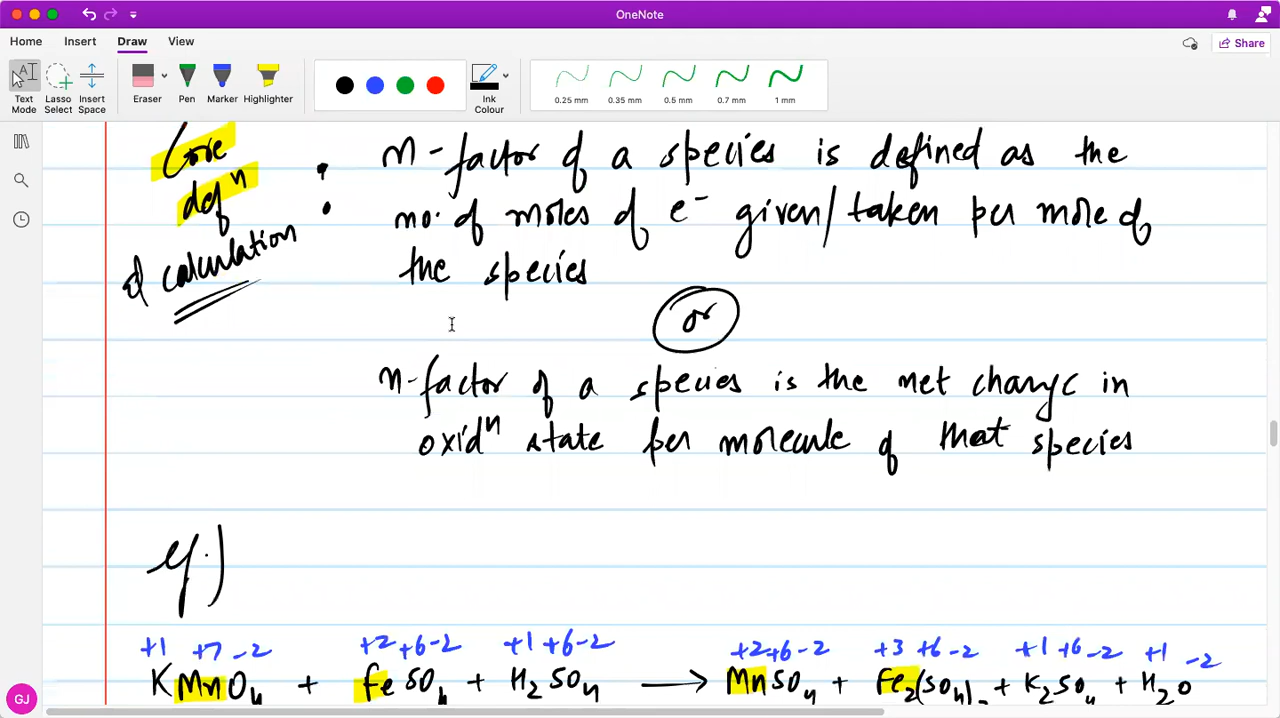 OneNote
Home Insert Draw View
Share
Text Mode
Lasso Select
Insert Space
Eraser
Pen
Marker
Highlighter
Ink Colour
0.25 mm 0.35 mm 0.5 mm 0.7 mm 1 mm
Core : n-factor of a species is defined as the
defⁿ no. of moles of e⁻ given/taken per mole of
of calculation the species
or
n-factor of a species is the net change in
oxidⁿ state per molecule of that species
eg.)
+1 +7 -2 +2 +6 -2 +1 +6 -2 +2 +6 -2 +3 +6 -2 +1 +6 -2 +1 -2
KMnO₄ + FeSO₄ + H₂SO₄ → MnSO₄ + Fe₂(SO₄) + K₂SO₄ + H₂O
GJ